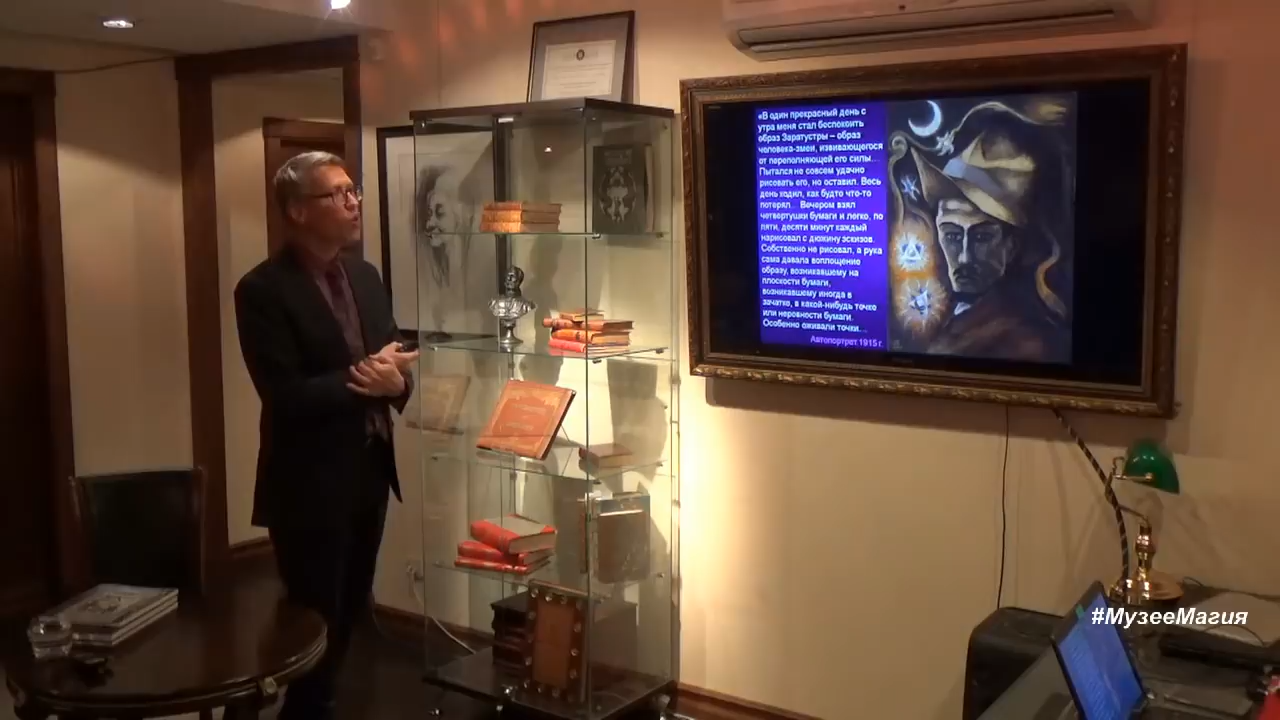 «В один прекрасный день с
утра меня стал беспокоить
образ Заратустры – образ
человека-змеи, извивающегося
от переполняющей его силы...
Пытался не совсем удачно
рисовать его, но оставил. Весь
день ходил, как будто что-то
потерял... Вечером взял
четвертушки бумаги и легко, по
пяти, десяти минут каждый
нарисовал с дюжину эскизов.
Собственно не рисовал, а рука
сама давала воплощение
образу, возникавшему на
плоскости бумаги,
возникавшему иногда в
зачатке, в какой-нибудь точке
или неровности бумаги.
Особенно оживали точки...
Автопортрет 1915 г.
#МузееМагия